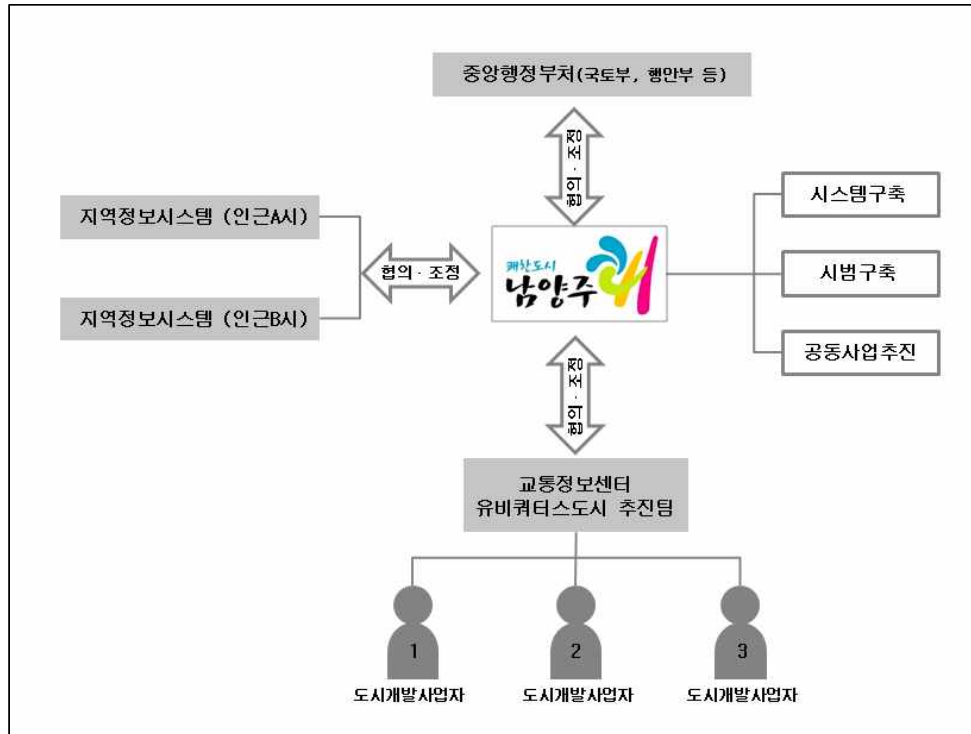 중앙행정부처(국토부, 행안부 등)
협의·조정
시스템구축
지역정보시스템 (인근A시)
쾌한도시
남양주
협의·조정
시범구축
지역정보시스템 (인근B시)
공동사업추진
협의·조정
교통정보센터
유비쿼터스도시 추진팀
1
2
3
도시개발사업자
도시개발사업자
도시개발사업자